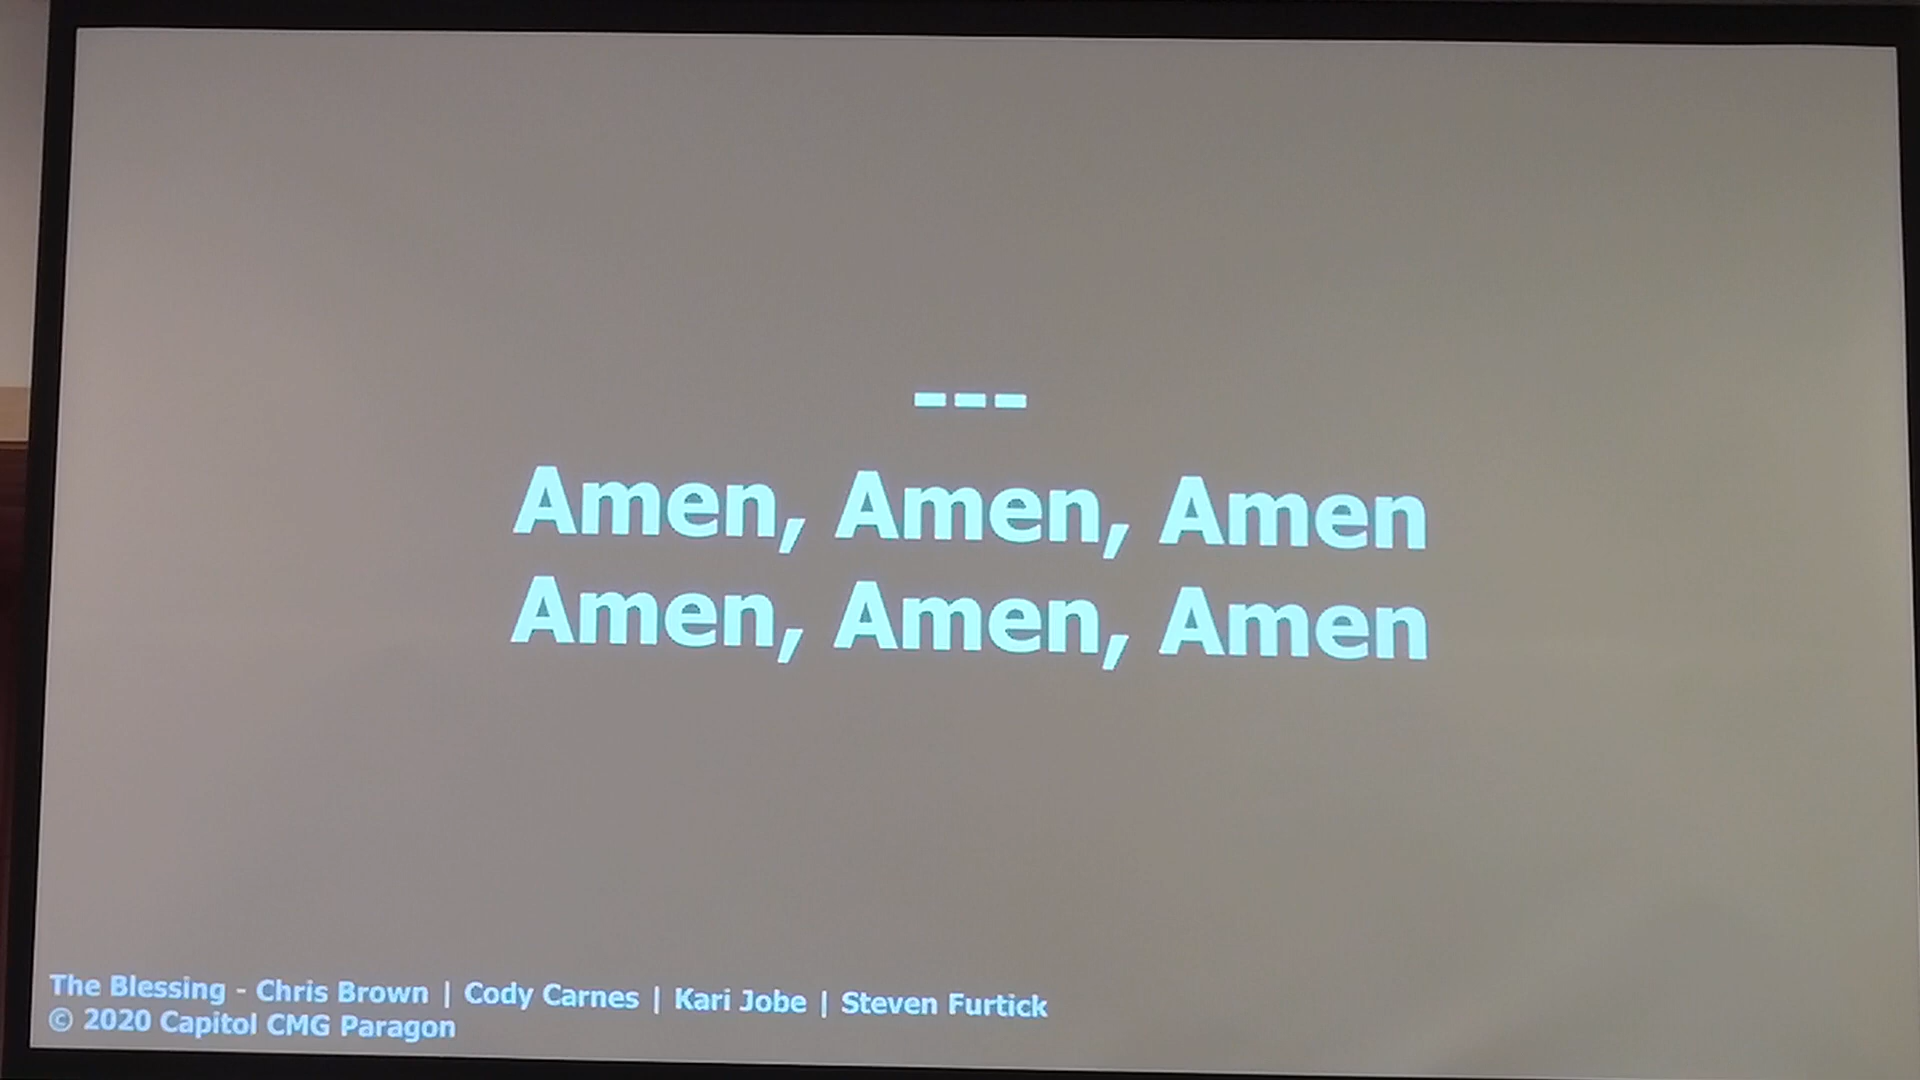 ---
Amen, Amen, Amen
Amen, Amen, Amen
The Blessing - Chris Brown | Cody Carnes | Kari Jobe | Steven Furtick
© 2020 Capitol CMG Paragon